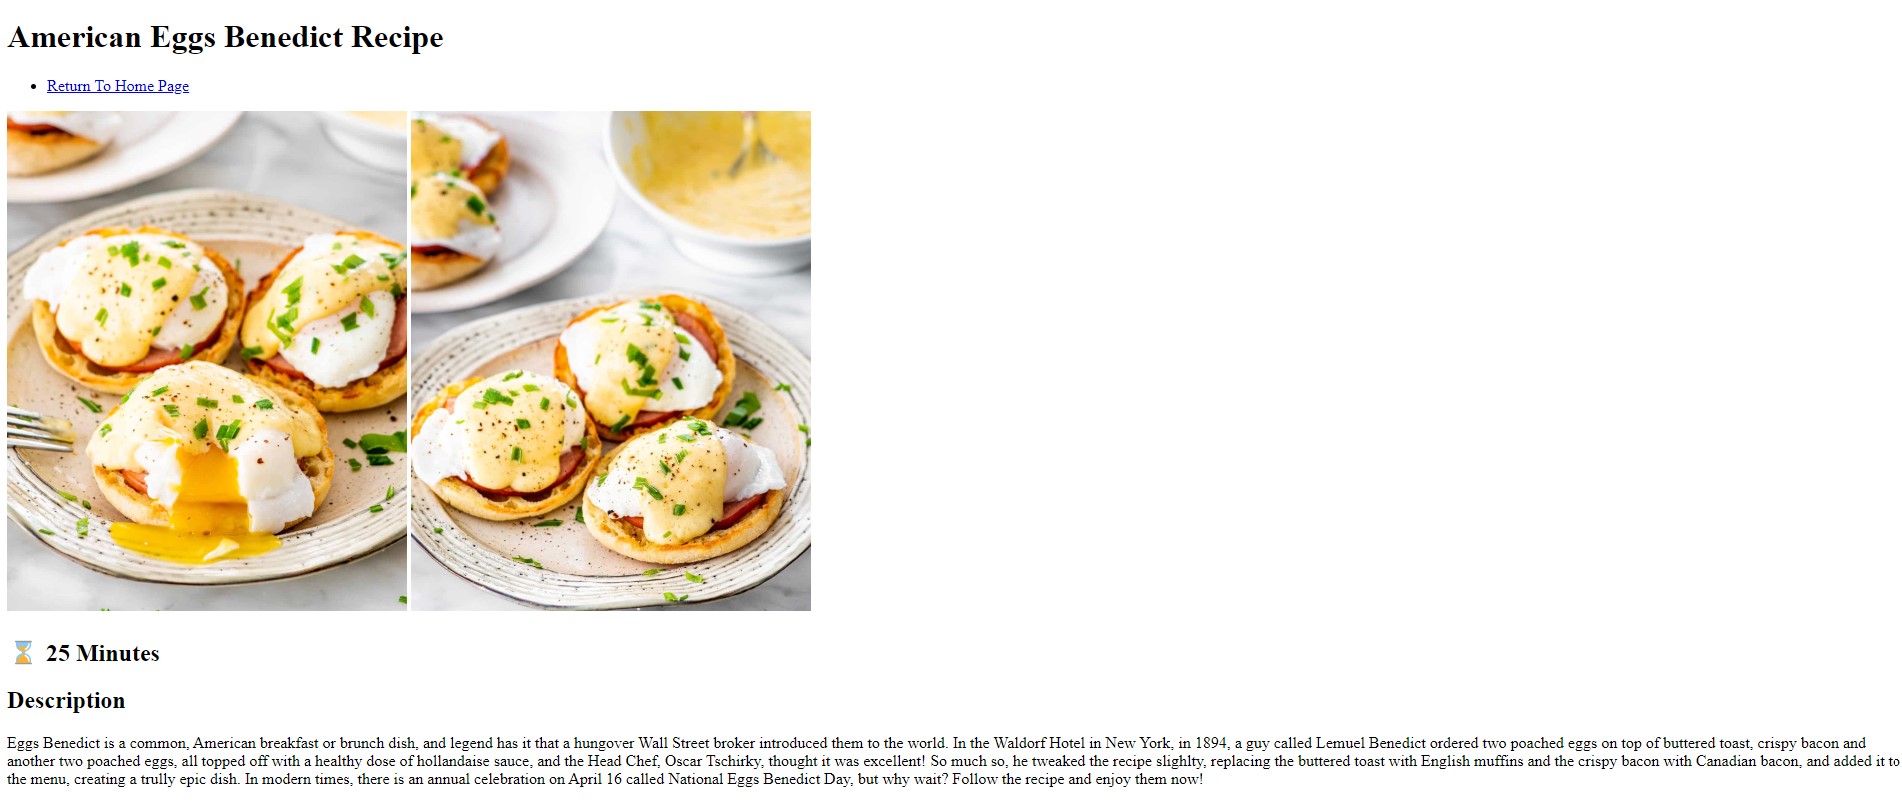 American Eggs Benedict Recipe
Return To Home Page
25 Minutes
Description
Eggs Benedict is a common, American breakfast or brunch dish, and legend has it that a hungover Wall Street broker introduced them to the world. In the Waldorf Hotel in New York, in 1894, a guy called Lemuel Benedict ordered two poached eggs on top of buttered toast, crispy bacon and
another two poached eggs, all topped off with a healthy dose of hollandaise sauce, and the Head Chef, Oscar Tschirky, thought it was excellent! So much so, he tweaked the recipe slighlty, replacing the buttered toast with English muffins and the crispy bacon with Canadian bacon, and added it to
the menu, creating a trully epic dish. In modern times, there is an annual celebration on April 16 called National Eggs Benedict Day, but why wait? Follow the recipe and enjoy them now!